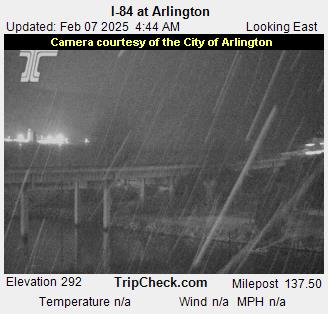 I-84 at Arlington
Updated: Feb 07 2025 4:44 AM Looking East
Camera courtesy of the City of Arlington
Elevation 292 TripCheck.com Milepost 137.50
Temperature n/a Wind n/a MPH n/a